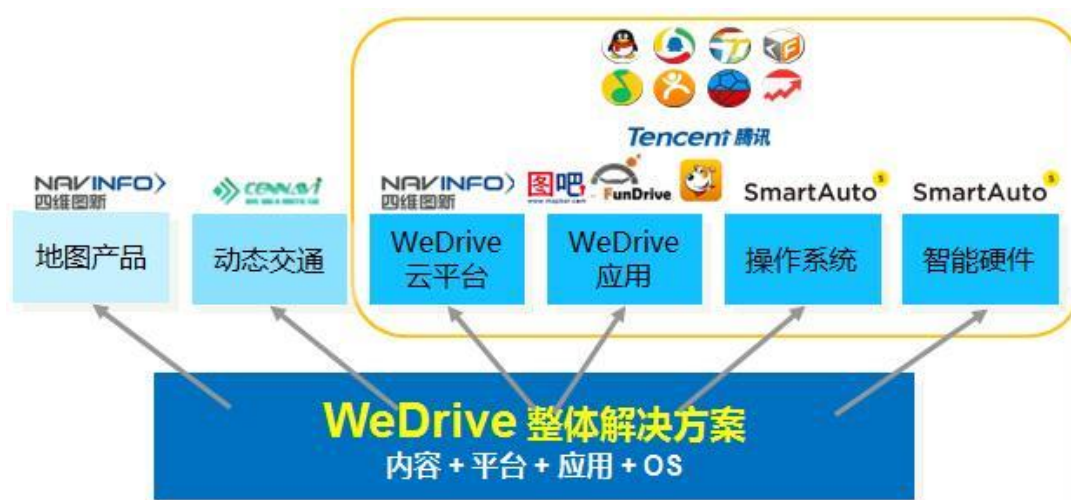 Tencent 腾讯
NAVINFO
四维图新
CENNAVI
NAVINFO
四维图新
图吧
FunDrive
SmartAuto
SmartAuto
地图产品
动态交通
WeDrive
云平台
WeDrive
应用
操作系统
智能硬件
WeDrive 整体解决方案
内容 + 平台 + 应用 + OS